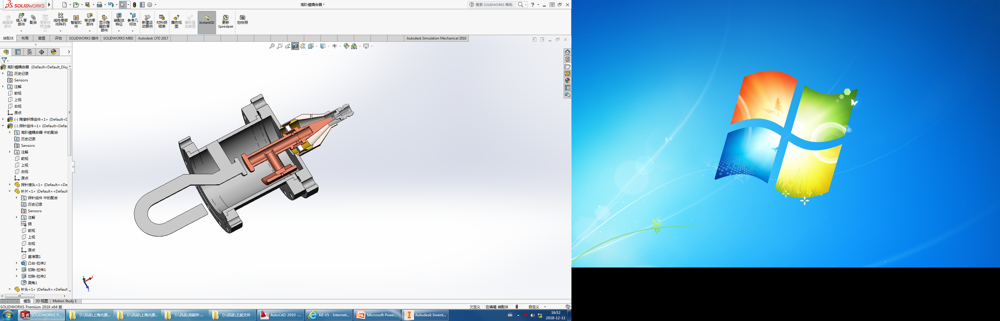 SOLIDWORKS
高阶模耦合器 *
搜索 SOLIDWORKS 帮助
编辑零部件
插入零部件
配合
零部件预览窗口
线性零部件阵列
智能扣件
移动零部件
显示隐藏的零部件
装配体特征
参考几何体
新建运动算例
材料明细表
爆炸视图
爆炸直线草图
Instant3D
更新 Speedpak
拍快照
装配体
布局
草图
评估
SOLIDWORKS 插件
SOLIDWORKS MBD
Autodesk CFD 2017
Autodesk Simulation Mechanical 2016
高阶模耦合器 (Default<Default_Disp
历史记录
Sensors
注解
前视
上视
右视
原点
(-) 陶瓷钎焊组件<1> (Default<D
(-) 探针组件<1> (Default<Defau
高阶模耦合器 中的配合
历史记录
Sensors
注解
前视
上视
右视
原点
探针接头<1> (Default<<De
针片<1> (Default<<Default
探针组件 中的配合
历史记录
Sensors
注解
铜
前视
上视
右视
原点
基准面1
凸台-拉伸2
切除-拉伸1
切除-拉伸2
圆角1
针头<1> (Default<<Default
Y
X
Z
模型
3D 视图
Motion Study 1
SOLIDWORKS Premium 2016 x64 版
欠定义
在编辑 装配体
自定义
SOLIDWORKS P...
D:\民品\上海光源...
D:\民品\上海光源...
D:\民品\高能所-...
D:\民品\王起文件
AutoCAD 2010 -...
A8-V5 - Internet...
Microsoft Powe...
Autodesk Invent...
16:52
2018-12-11